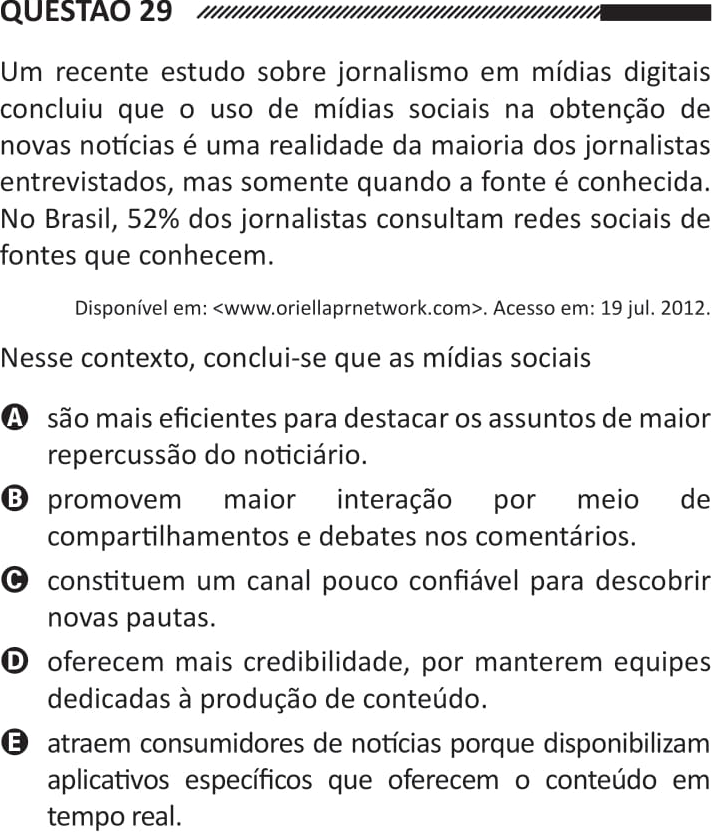 QUESTÃO 29
Um recente estudo sobre jornalismo em mídias digitais
concluiu que o uso de mídias sociais na obtenção de
novas notícias é uma realidade da maioria dos jornalistas
entrevistados, mas somente quando a fonte é conhecida.
No Brasil, 52% dos jornalistas consultam redes sociais de
fontes que conhecem.
Disponível em: <www.oriellaprnetwork.com>. Acesso em: 19 jul. 2012.
Nesse contexto, conclui-se que as mídias sociais
A são mais eficientes para destacar os assuntos de maior
repercussão do noticiário.
B promovem maior interação por meio de
compartilhamentos e debates nos comentários.
C constituem um canal pouco confiável para descobrir
novas pautas.
D oferecem mais credibilidade, por manterem equipes
dedicadas à produção de conteúdo.
E atraem consumidores de notícias porque disponibilizam
aplicativos específicos que oferecem o conteúdo em
tempo real.